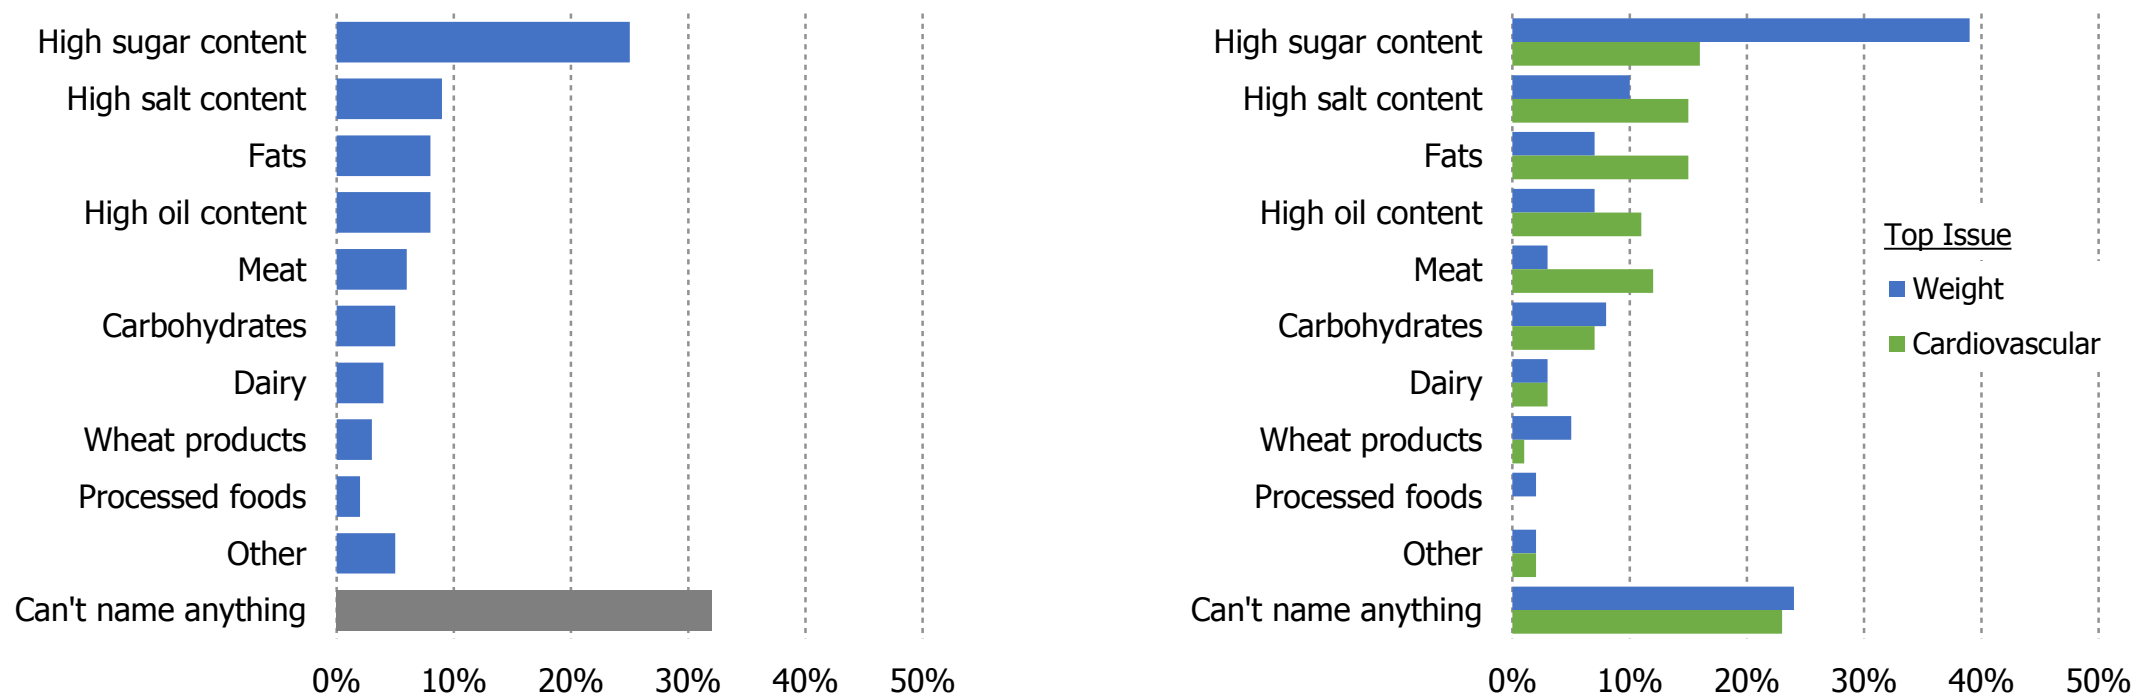 High sugar content
High salt content
Fats
High oil content
Meat
Carbohydrates
Dairy
Wheat products
Processed foods
Other
Can't name anything
0% 10% 20% 30% 40% 50%
High sugar content
High salt content
Fats
High oil content
Meat
Carbohydrates
Dairy
Wheat products
Processed foods
Other
Can't name anything
0% 10% 20% 30% 40% 50%
Top Issue
Weight
Cardiovascular